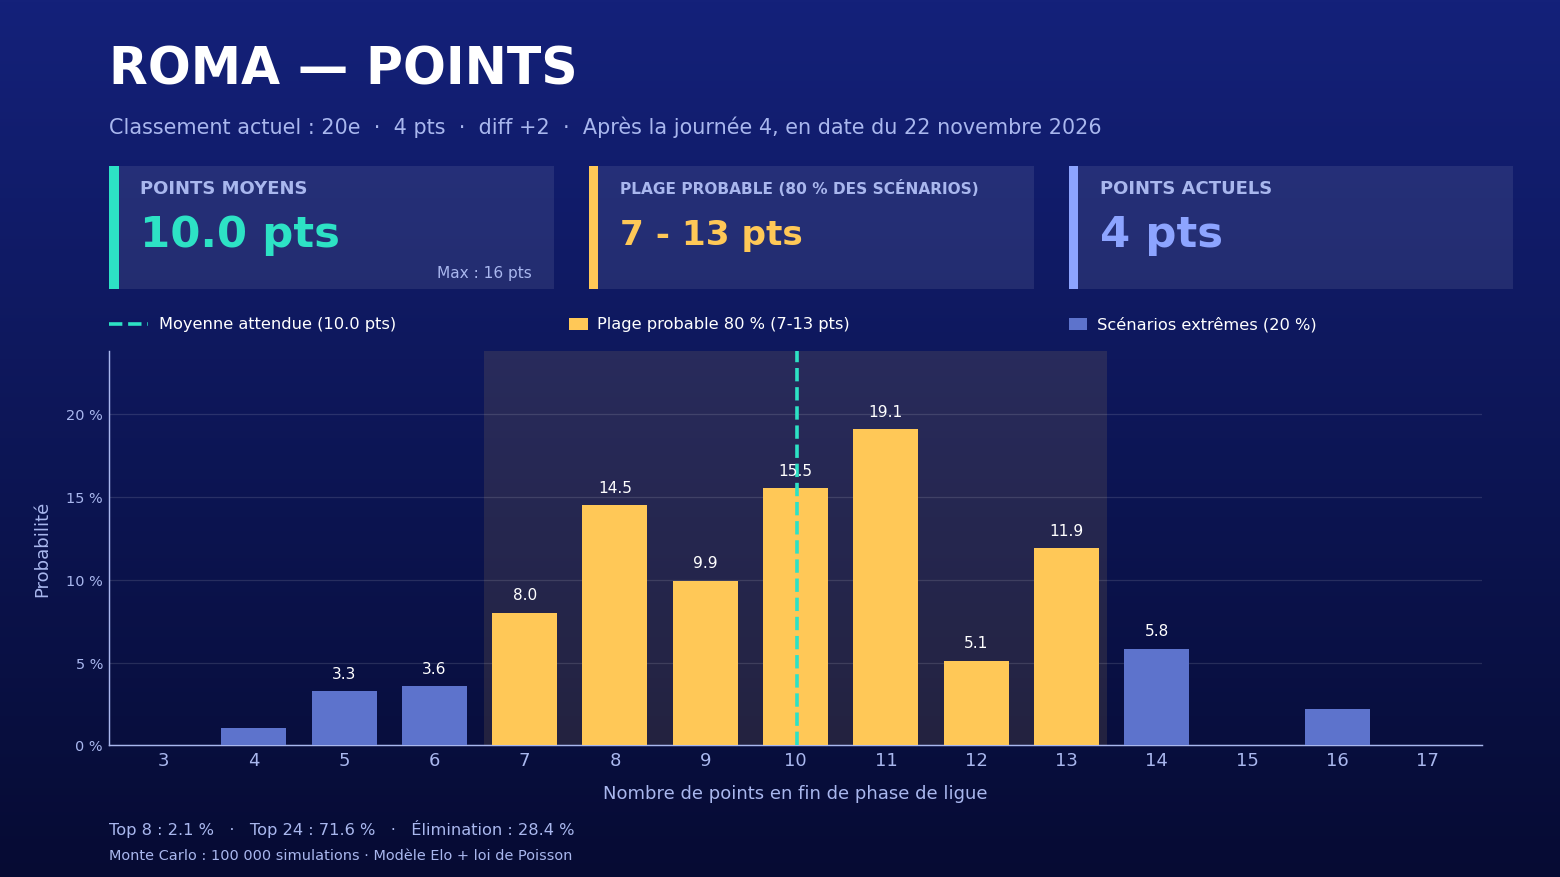 ROMA — POINTS
Classement actuel : 20e · 4 pts · diff +2 · Après la journée 4, en date du 22 novembre 2026
POINTS MOYENS
10.0 pts
Max : 16 pts
PLAGE PROBABLE (80 % DES SCÉNARIOS)
7 - 13 pts
POINTS ACTUELS
4 pts
Moyenne attendue (10.0 pts)
Plage probable 80 % (7-13 pts)
Scénarios extrêmes (20 %)
Probabilité
20 %
15 %
10 %
5 %
0 %
3.3
3.6
8.0
14.5
9.9
15.5
19.1
5.1
11.9
5.8
3 4 5 6 7 8 9 10 11 12 13 14 15 16 17
Nombre de points en fin de phase de ligue
Top 8 : 2.1 % · Top 24 : 71.6 % · Élimination : 28.4 %
Monte Carlo : 100 000 simulations · Modèle Elo + loi de Poisson